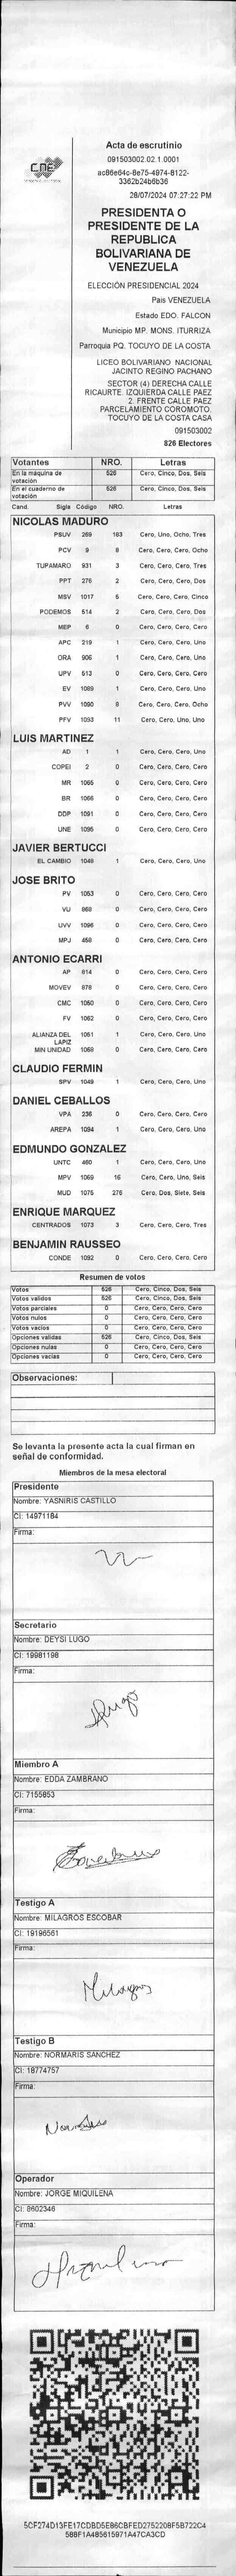 CNE
Acta de escrutinio
091503002.02.1.0001
ac86e64c-8e75-4974-8122-
3362b24b6b36
28/07/2024 07:27:22 PM
PRESIDENTA O
PRESIDENTE DE LA
REPUBLICA
BOLIVARIANA DE
VENEZUELA
ELECCIÓN PRESIDENCIAL 2024
Pais VENEZUELA
Estado EDO. FALCON
Municipio MP. MONS. ITURRIZA
Parroquia PQ. TOCUYO DE LA COSTA
LICEO BOLIVARIANO NACIONAL
JACINTO REGINO PACHANO
SECTOR (4) DERECHA CALLE
RICAURTE. IZQUIERDA CALLE PAEZ
2. FRENTE CALLE PAEZ
PARCELAMIENTO COROMOTO.
TOCUYO DE LA COSTA CASA
091503002
826 Electores
Votantes NRO. Letras
En la máquina de votación 526 Cero, Cinco, Dos, Seis
En el cuaderno de votación 526 Cero, Cinco, Dos, Seis
Cand. Sigla Código NRO. Letras
NICOLAS MADURO
PSUV 269 183 Cero, Uno, Ocho, Tres
PCV 9 8 Cero, Cero, Cero, Ocho
TUPAMARO 931 3 Cero, Cero, Cero, Tres
PPT 276 2 Cero, Cero, Cero, Dos
MSV 1017 5 Cero, Cero, Cero, Cinco
PODEMOS 514 2 Cero, Cero, Cero, Dos
MEP 6 0 Cero, Cero, Cero, Cero
APC 219 1 Cero, Cero, Cero, Uno
ORA 906 1 Cero, Cero, Cero, Uno
UPV 513 0 Cero, Cero, Cero, Cero
EV 1089 1 Cero, Cero, Cero, Uno
PVV 1090 8 Cero, Cero, Cero, Ocho
PFV 1093 11 Cero, Cero, Uno, Uno
LUIS MARTINEZ
AD 1 1 Cero, Cero, Cero, Uno
COPEI 2 0 Cero, Cero, Cero, Cero
MR 1065 0 Cero, Cero, Cero, Cero
BR 1066 0 Cero, Cero, Cero, Cero
DDP 1091 0 Cero, Cero, Cero, Cero
UNE 1095 0 Cero, Cero, Cero, Cero
JAVIER BERTUCCI
EL CAMBIO 1048 1 Cero, Cero, Cero, Uno
JOSE BRITO
PV 1053 0 Cero, Cero, Cero, Cero
VU 869 0 Cero, Cero, Cero, Cero
UVV 1096 0 Cero, Cero, Cero, Cero
MPJ 458 0 Cero, Cero, Cero, Cero
ANTONIO ECARRI
AP 914 0 Cero, Cero, Cero, Cero
MOVEV 978 0 Cero, Cero, Cero, Cero
CMC 1050 0 Cero, Cero, Cero, Cero
FV 1062 0 Cero, Cero, Cero, Cero
ALIANZA DEL LAPIZ 1051 1 Cero, Cero, Cero, Uno
MIN UNIDAD 1068 0 Cero, Cero, Cero, Cero
CLAUDIO FERMIN
SPV 1049 1 Cero, Cero, Cero, Uno
DANIEL CEBALLOS
VPA 236 0 Cero, Cero, Cero, Cero
AREPA 1094 1 Cero, Cero, Cero, Uno
EDMUNDO GONZALEZ
UNTC 460 1 Cero, Cero, Cero, Uno
MPV 1069 16 Cero, Cero, Uno, Seis
MUD 1075 276 Cero, Dos, Siete, Seis
ENRIQUE MARQUEZ
CENTRADOS 1073 3 Cero, Cero, Cero, Tres
BENJAMIN RAUSSEO
CONDE 1092 0 Cero, Cero, Cero, Cero
Resumen de votos
Votos 526 Cero, Cinco, Dos, Seis
Votos validos 526 Cero, Cinco, Dos, Seis
Votos parciales 0 Cero, Cero, Cero, Cero
Votos nulos 0 Cero, Cero, Cero, Cero
Votos vacios 0 Cero, Cero, Cero, Cero
Opciones validas 526 Cero, Cinco, Dos, Seis
Opciones nulas 0 Cero, Cero, Cero, Cero
Opciones vacias 0 Cero, Cero, Cero, Cero
Observaciones:
Se levanta la presente acta la cual firman en
señal de conformidad.
Miembros de la mesa electoral
Presidente
Nombre: YASNIRIS CASTILLO
CI: 14971184
Firma:
Secretario
Nombre: DEYSI LUGO
CI: 19981198
Firma:
Lugo
Miembro A
Nombre: EDDA ZAMBRANO
CI: 7155853
Firma:
Testigo A
Nombre: MILAGROS ESCOBAR
CI: 19196561
Firma:
Milagros
Testigo B
Nombre: NORMARIS SANCHEZ
CI: 18774757
Firma:
Operador
Nombre: JORGE MIQUILENA
CI: 8602346
Firma:
5CF274D13FE17CDBD5E86CBFED2752208F5B722C4
5B8F1A485615971A47CA3CD